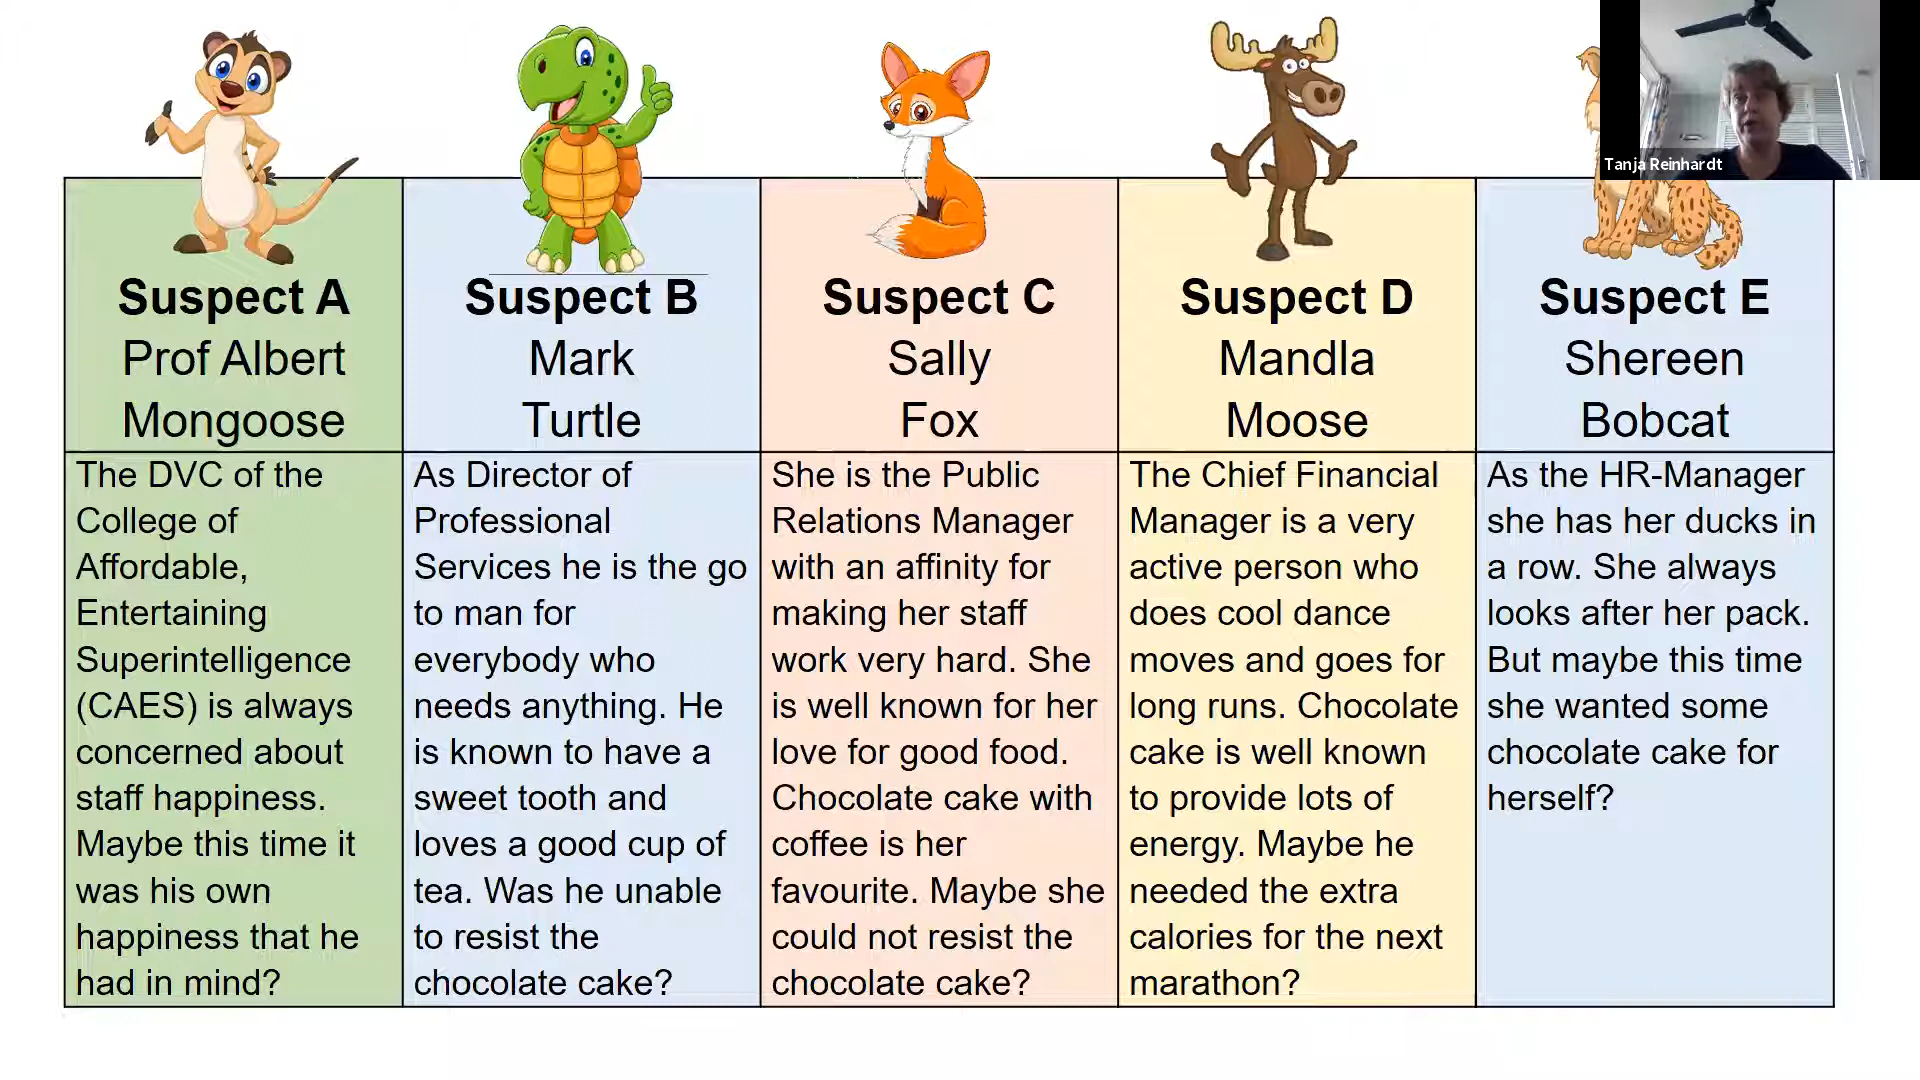 Tanja Reinhardt
Suspect A
Prof Albert
Mongoose
The DVC of the
College of
Affordable,
Entertaining
Superintelligence
(CAES) is always
concerned about
staff happiness.
Maybe this time it
was his own
happiness that he
had in mind?
Suspect B
Mark
Turtle
As Director of
Professional
Services he is the go
to man for
everybody who
needs anything. He
is known to have a
sweet tooth and
loves a good cup of
tea. Was he unable
to resist the
chocolate cake?
Suspect C
Sally
Fox
She is the Public
Relations Manager
with an affinity for
making her staff
work very hard. She
is well known for her
love for good food.
Chocolate cake with
coffee is her
favourite. Maybe she
could not resist the
chocolate cake?
Suspect D
Mandla
Moose
The Chief Financial
Manager is a very
active person who
does cool dance
moves and goes for
long runs. Chocolate
cake is well known
to provide lots of
energy. Maybe he
needed the extra
calories for the next
marathon?
Suspect E
Shereen
Bobcat
As the HR-Manager
she has her ducks in
a row. She always
looks after her pack.
But maybe this time
she wanted some
chocolate cake for
herself?